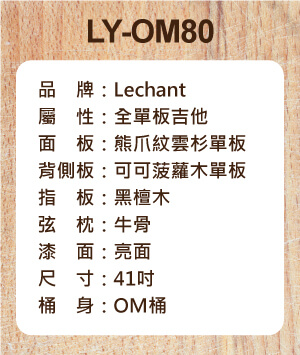 LY-OM80
品　牌：Lechant
屬　性：全單板吉他
面　板：熊爪紋雲杉單板
背側板：可可菠蘿木單板
指　板：黑檀木
弦　枕：牛骨
漆　面：亮面
尺　寸：41吋
桶　身：OM桶